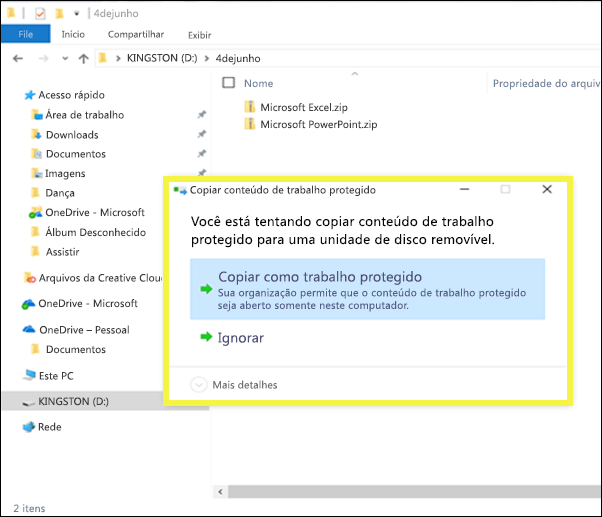 4dejunho
File Início Compartilhar Exibir
KINGSTON (D:) 4dejunho
Nome Propriedade do arquiv
Acesso rápido
Área de trabalho
Downloads
Documentos
Imagens
Dança
OneDrive - Microsoft
Álbum Desconhecido
Assistir
Arquivos da Creative Cloud
OneDrive - Microsoft
OneDrive – Pessoal
Documentos
Este PC
KINGSTON (D:)
Rede
Microsoft Excel.zip
Microsoft PowerPoint.zip
Copiar conteúdo de trabalho protegido
Você está tentando copiar conteúdo de trabalho
protegido para uma unidade de disco removível.
Copiar como trabalho protegido
Sua organização permite que o conteúdo de trabalho protegido
seja aberto somente neste computador.
Ignorar
Mais detalhes
2 itens